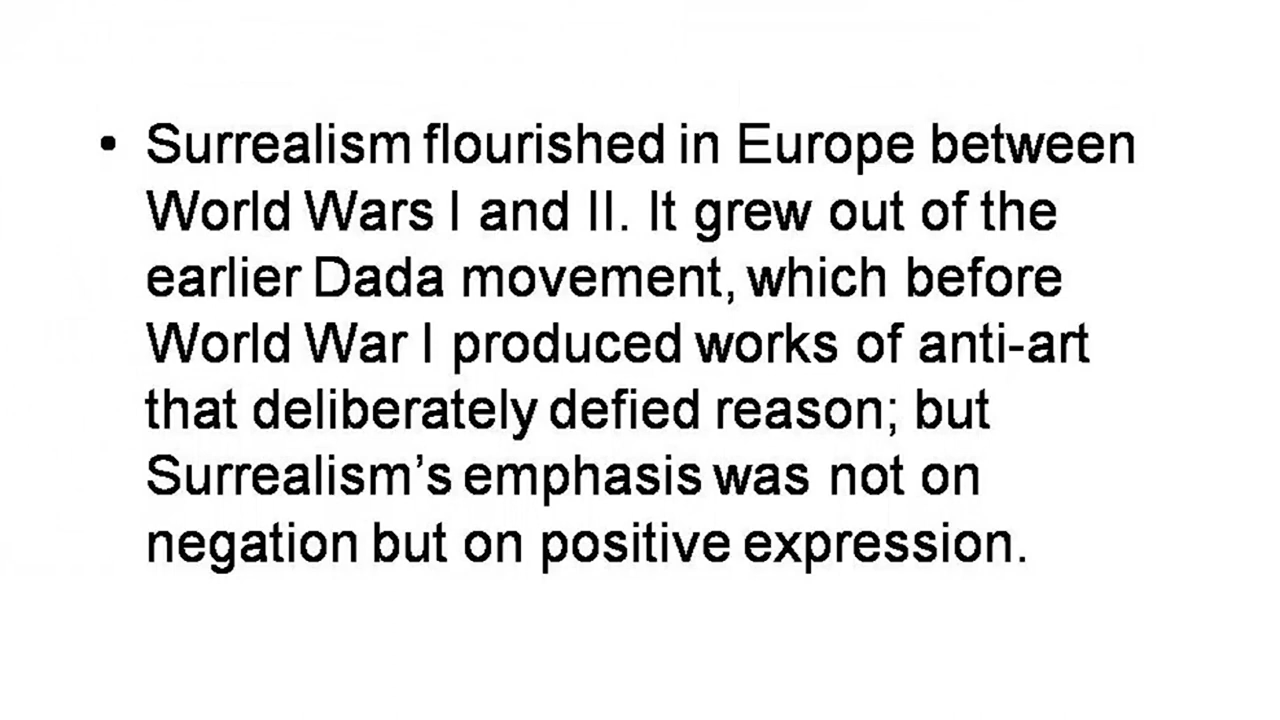 • Surrealism flourished in Europe between
World Wars I and II. It grew out of the
earlier Dada movement, which before
World War I produced works of anti-art
that deliberately defied reason; but
Surrealism’s emphasis was not on
negation but on positive expression.